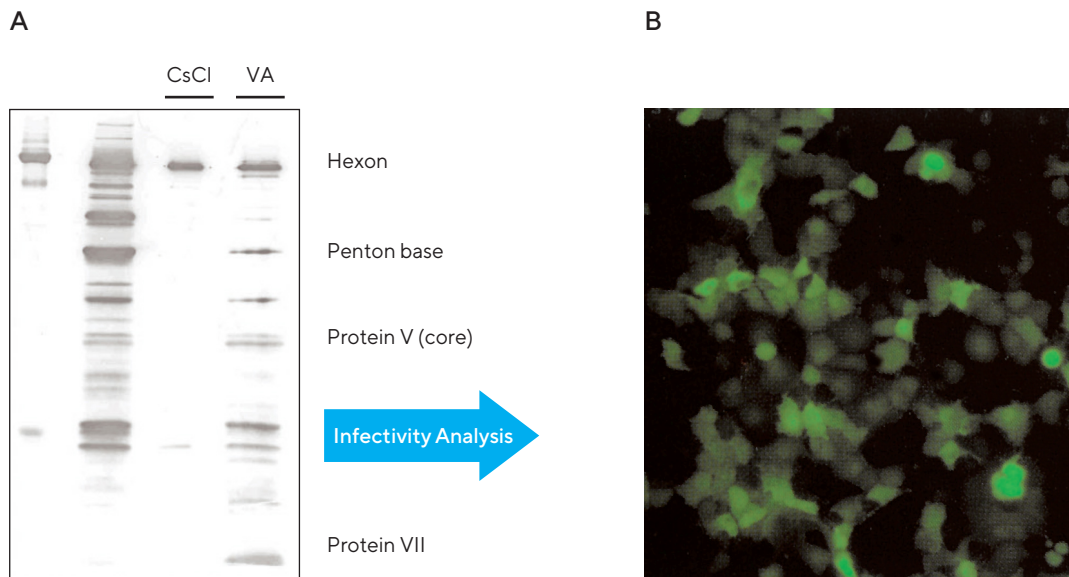 A
B
CsCl
VA
Hexon
Penton base
Protein V (core)
Infectivity Analysis
Protein VII